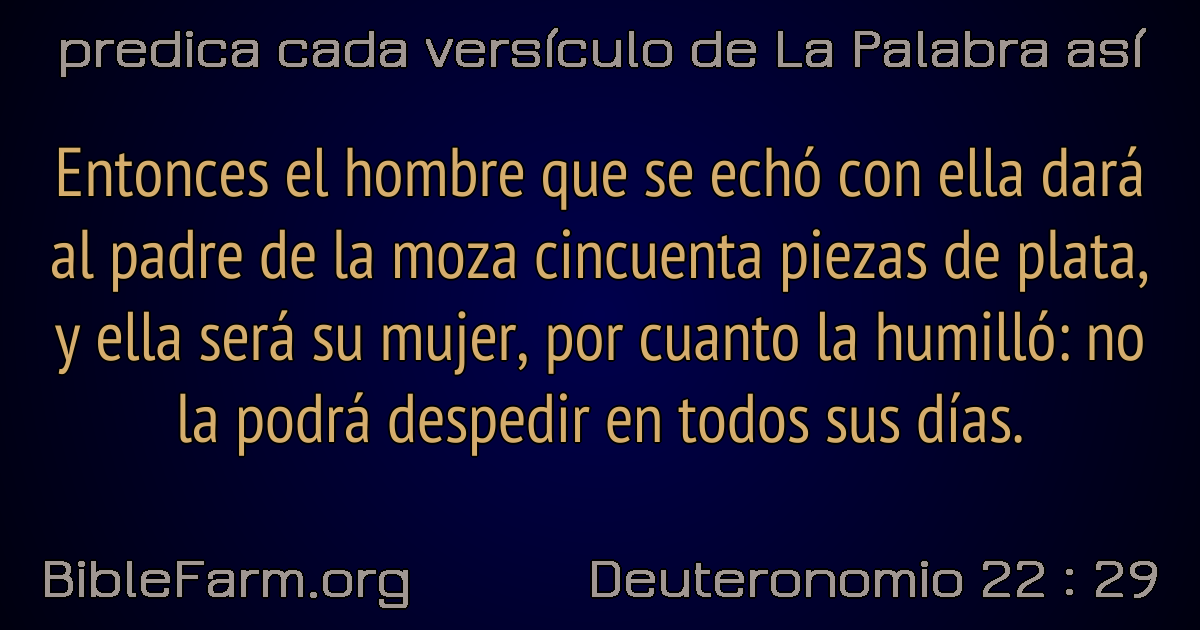 predica cada versículo de La Palabra así
Entonces el hombre que se echó con ella dará
al padre de la moza cincuenta piezas de plata,
y ella será su mujer, por cuanto la humilló: no
la podrá despedir en todos sus días.
BibleFarm.org
Deuteronomio 22 : 29